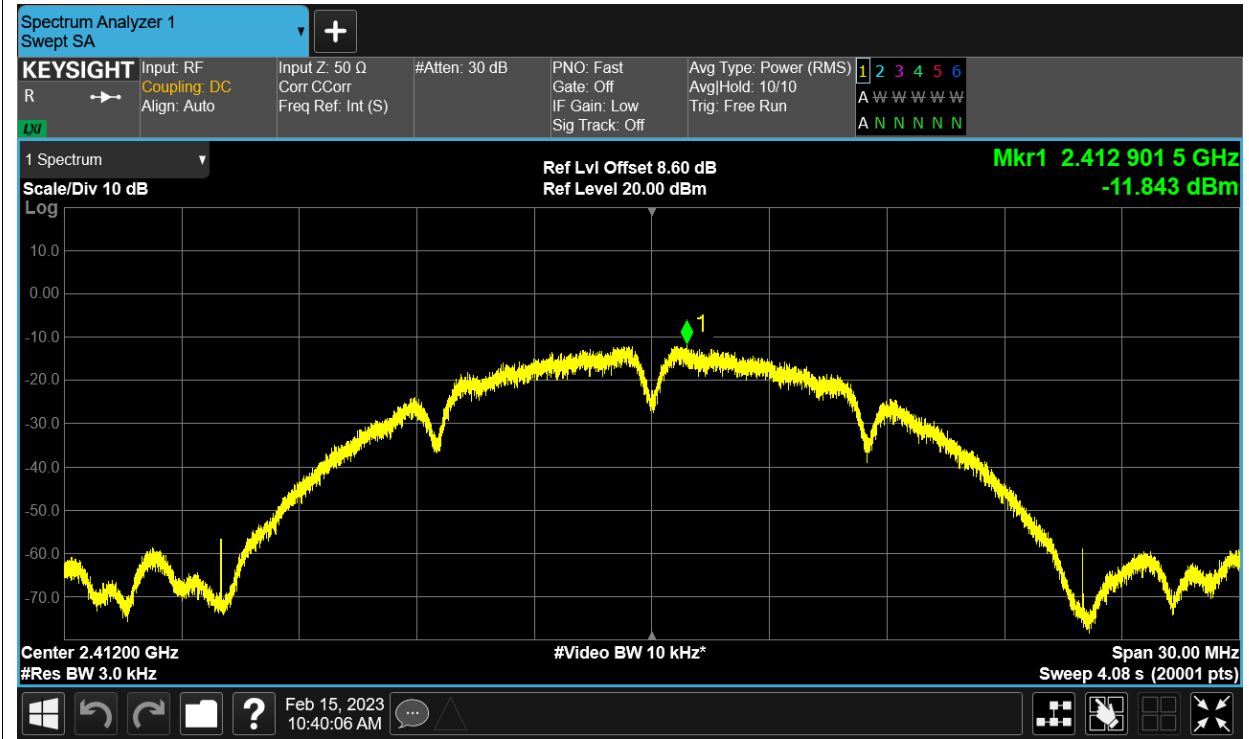 Spectrum Analyzer 1
Swept SA
KEYSIGHT
R
LXI
Input: RF
Coupling: DC
Align: Auto
Input Z: 50 Ω
Corr CCorr
Freq Ref: Int (S)
#Atten: 30 dB
PNO: Fast
Gate: Off
IF Gain: Low
Sig Track: Off
Avg Type: Power (RMS)
Avg|Hold: 10/10
Trig: Free Run
1 2 3 4 5 6
A W W W W W
A N N N N N
1 Spectrum
Scale/Div 10 dB
Ref Lvl Offset 8.60 dB
Ref Level 20.00 dBm
Mkr1 2.412 901 5 GHz
-11.843 dBm
Log
10.0
0.00
-10.0
-20.0
-30.0
-40.0
-50.0
-60.0
-70.0
1
Center 2.41200 GHz
#Res BW 3.0 kHz
#Video BW 10 kHz*
Span 30.00 MHz
Sweep 4.08 s (20001 pts)
?
Feb 15, 2023
10:40:06 AM